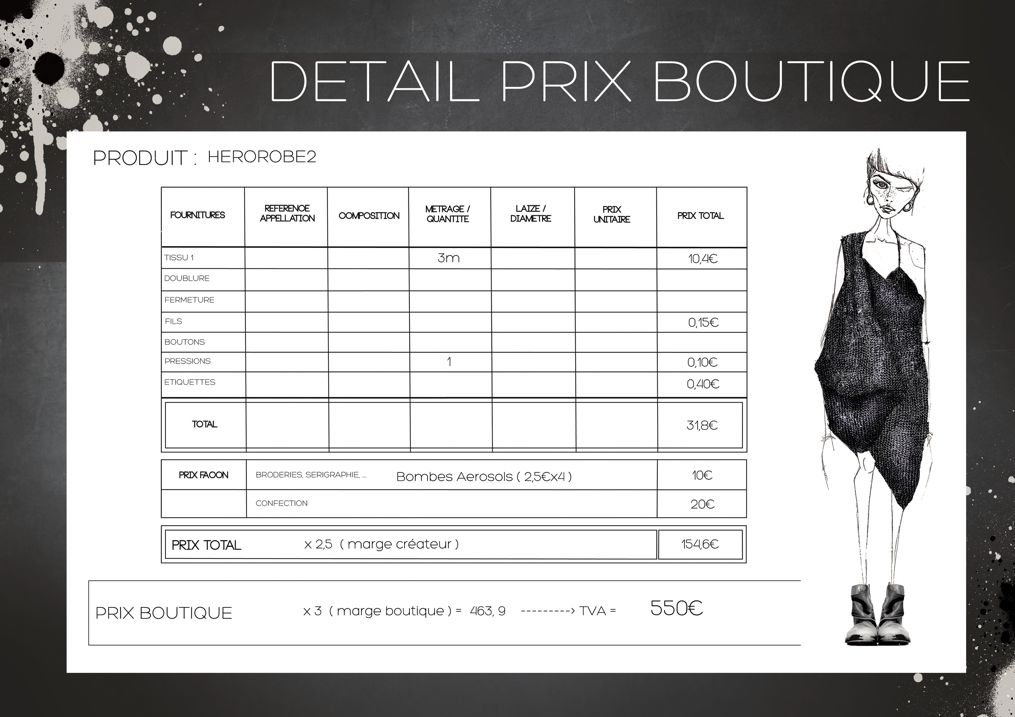 DETAIL PRIX BOUTIQUE
PRODUIT : HEROROBE2
FOURNITURES
REFERENCE
APPELLATION
COMPOSITION
METRAGE /
QUANTITE
LAIZE /
DIAMETRE
PRIX
UNITAIRE
PRIX TOTAL
TISSU 1 3m 10,4€
DOUBLURE
FERMETURE
FILS 0,15€
BOUTONS
PRESSIONS 1 0,10€
ETIQUETTES 0,40€
TOTAL 31,8€
PRIX FACON BRODERIES, SERIGRAPHIE, ... Bombes Aerosols ( 2,5€x4 ) 10€
CONFECTION 20€
PRIX TOTAL x 2,5 ( marge créateur ) 154,6€
PRIX BOUTIQUE x 3 ( marge boutique ) = 463, 9 ---------> TVA = 550€